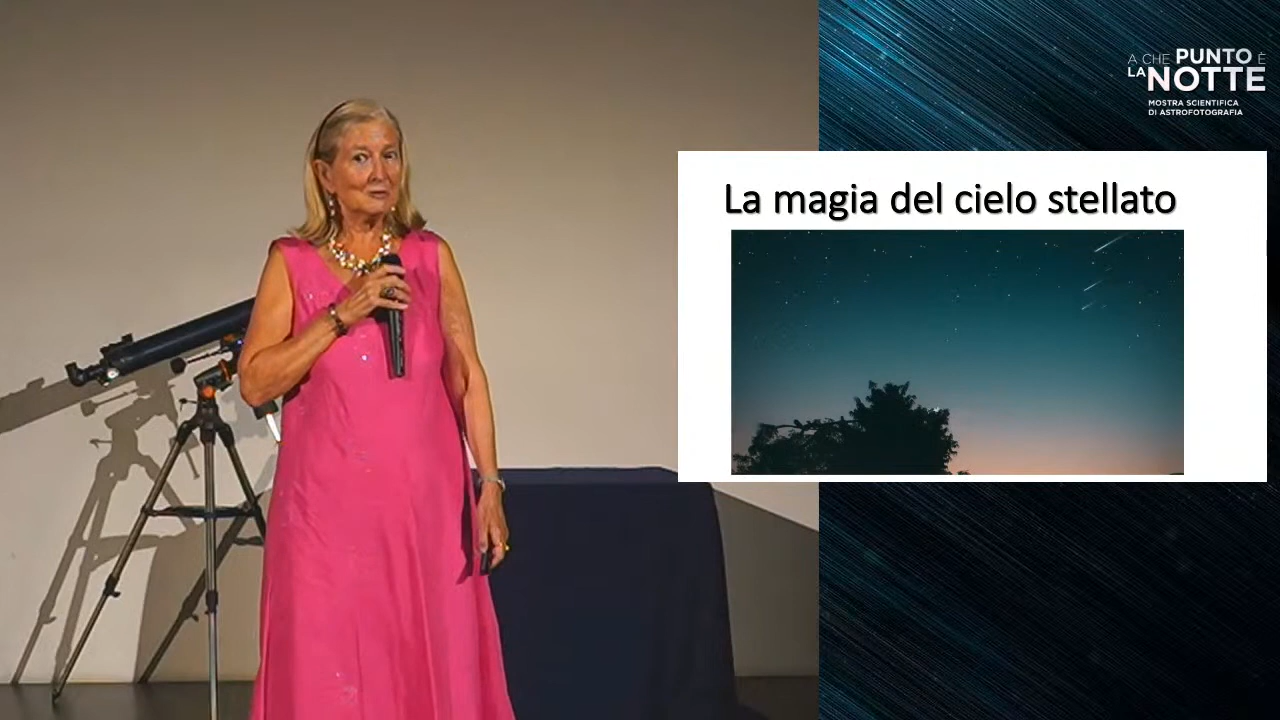 A CHE PUNTO È
LA NOTTE
MOSTRA SCIENTIFICA
DI ASTROFOTOGRAFIA
La magia del cielo stellato